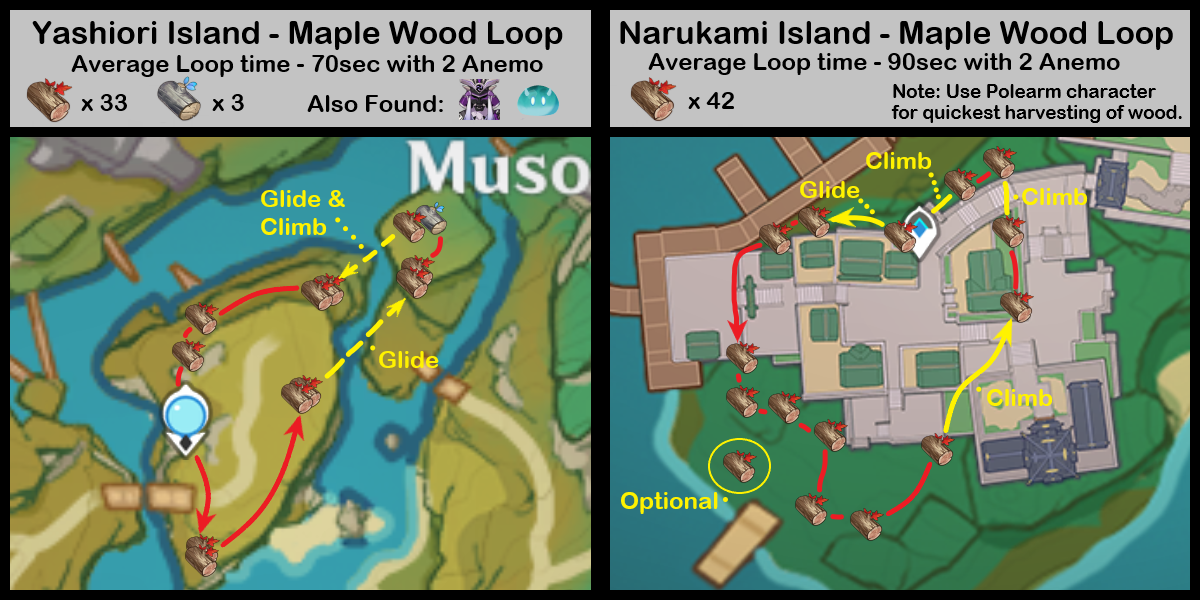 Yashiori Island - Maple Wood Loop
Average Loop time - 70sec with 2 Anemo
x 33
x 3
Also Found:
Muso
Glide &
Climb
Glide
Narukami Island - Maple Wood Loop
Average Loop time - 90sec with 2 Anemo
x 42
Note: Use Polearm character
for quickest harvesting of wood.
Climb
Glide
Climb
Climb
Optional